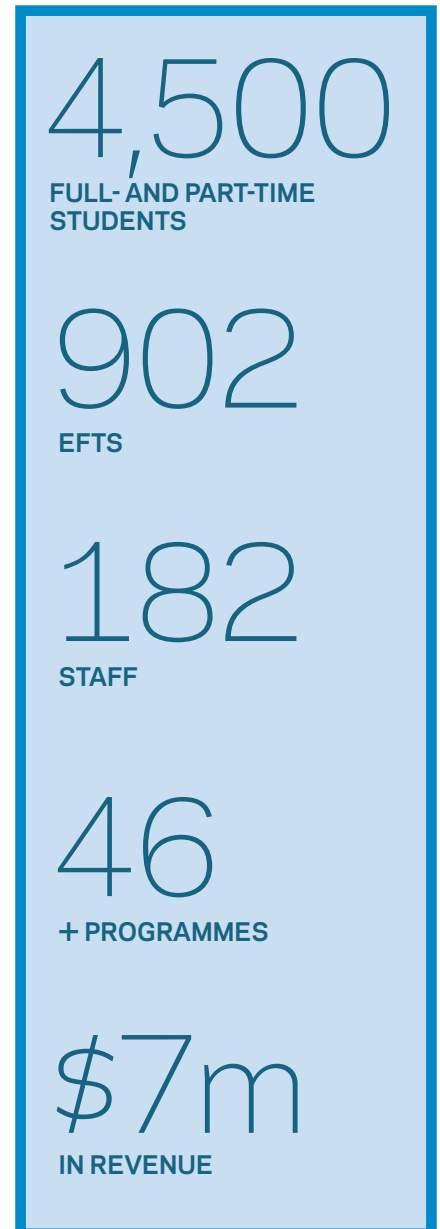 4,500
FULL- AND PART-TIME
STUDENTS
902
EFTS
182
STAFF
46
+ PROGRAMMES
$7m
IN REVENUE